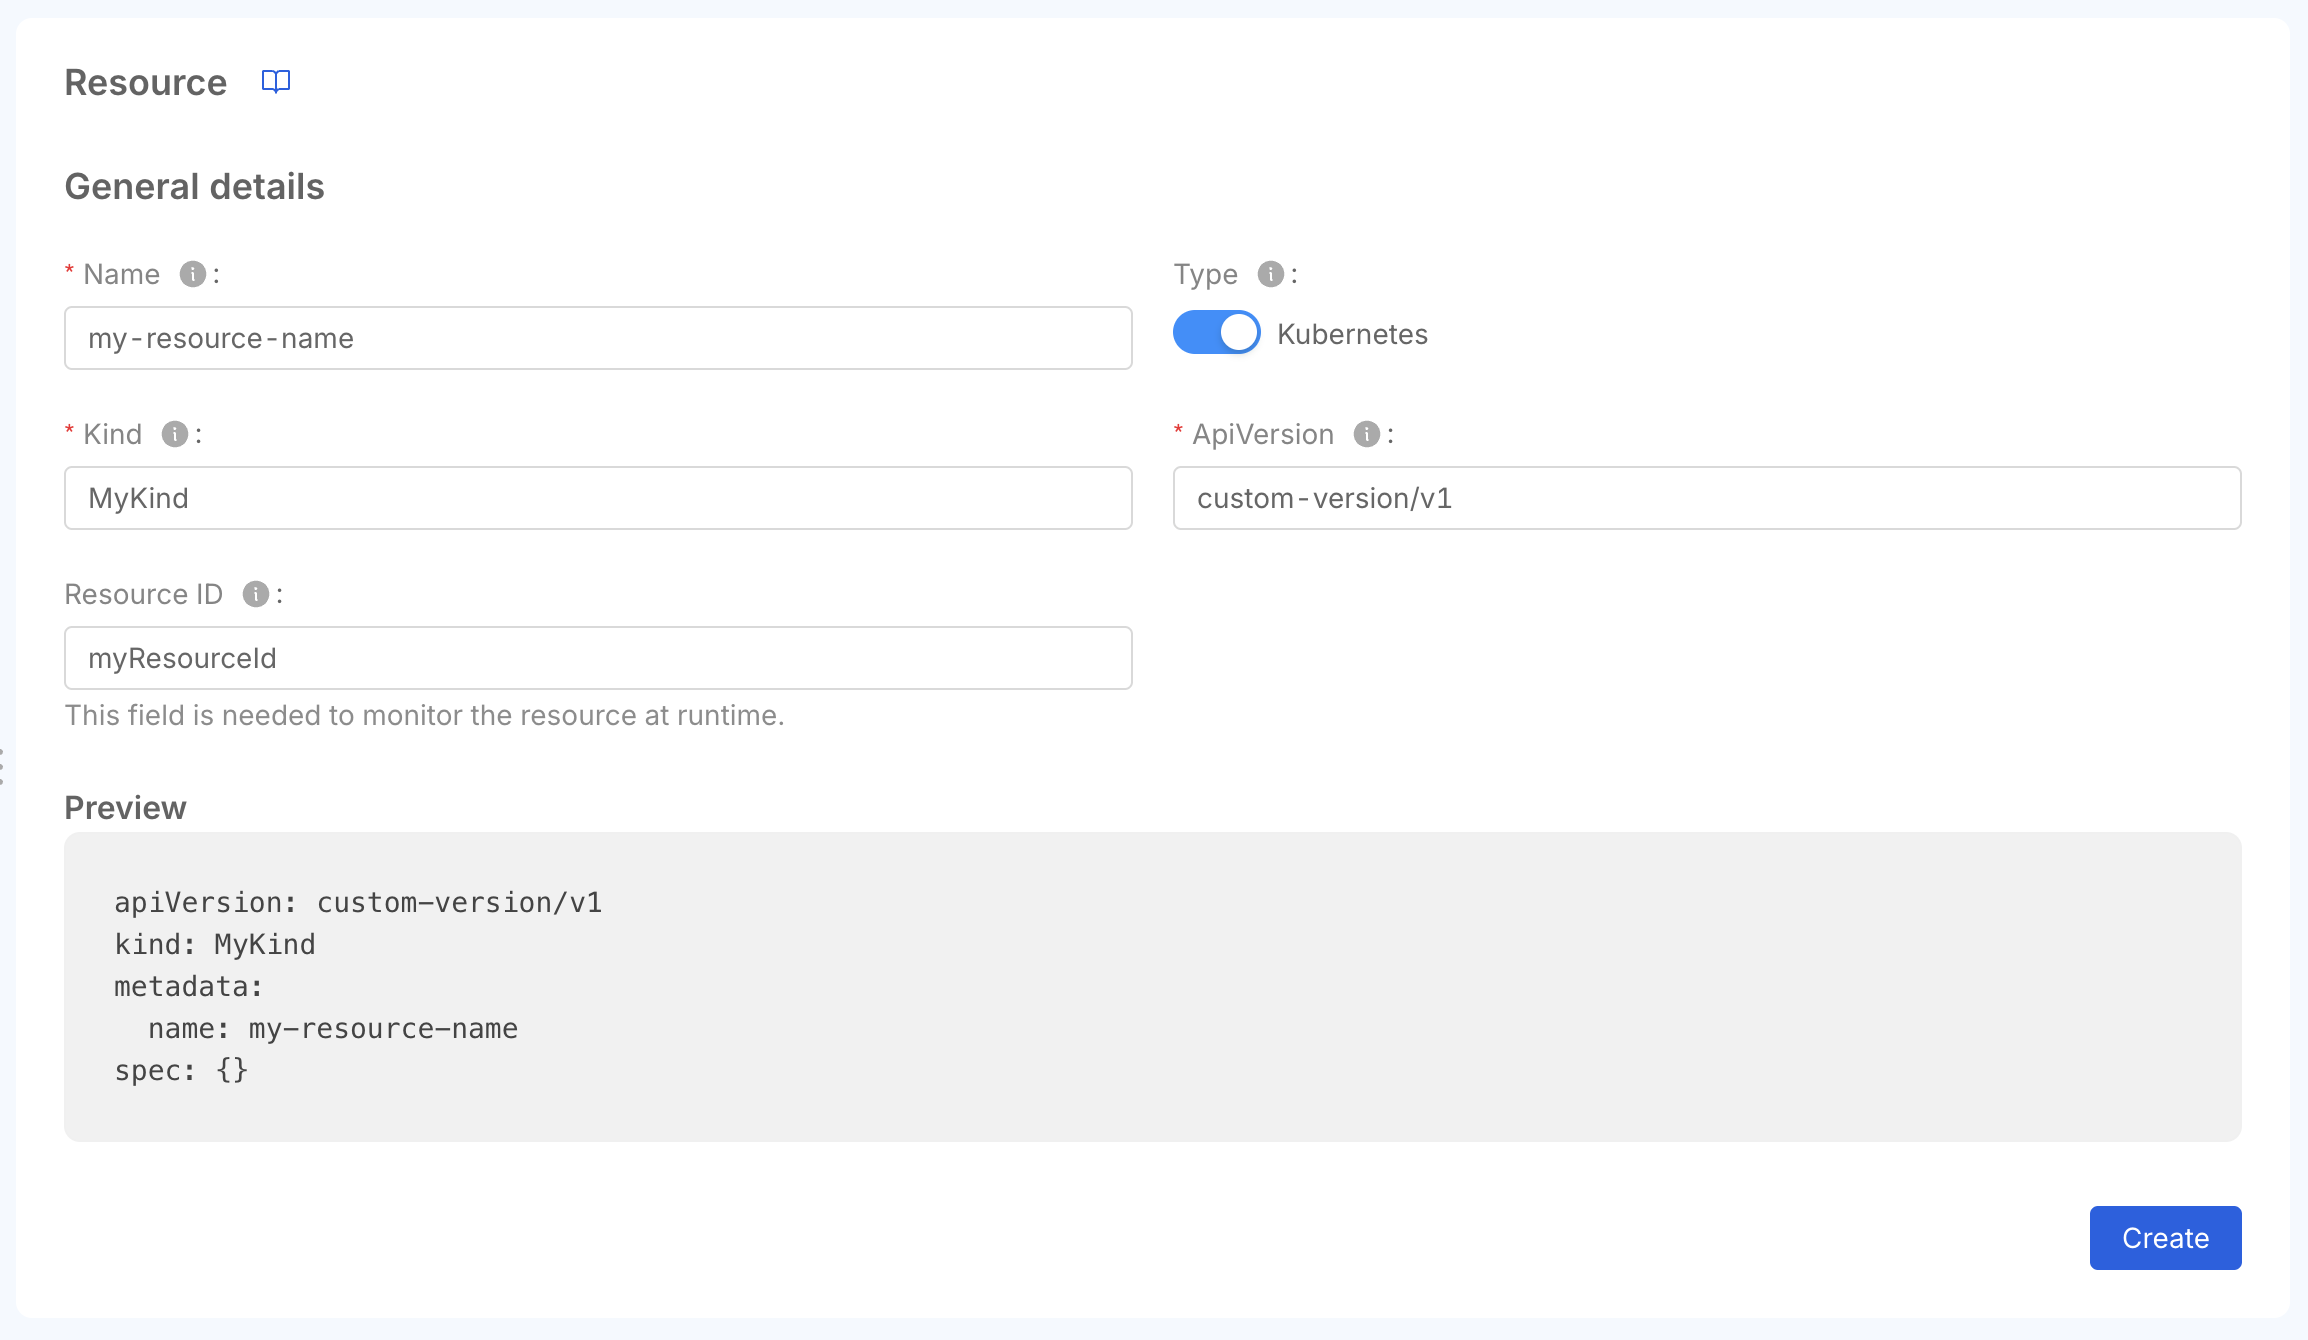 Resource
General details
* Name :
my-resource-name
Type :
Kubernetes
* Kind :
MyKind
* ApiVersion :
custom-version/v1
Resource ID :
myResourceId
This field is needed to monitor the resource at runtime.
Preview
apiVersion: custom-version/v1
kind: MyKind
metadata:
  name: my-resource-name
spec: {}
Create